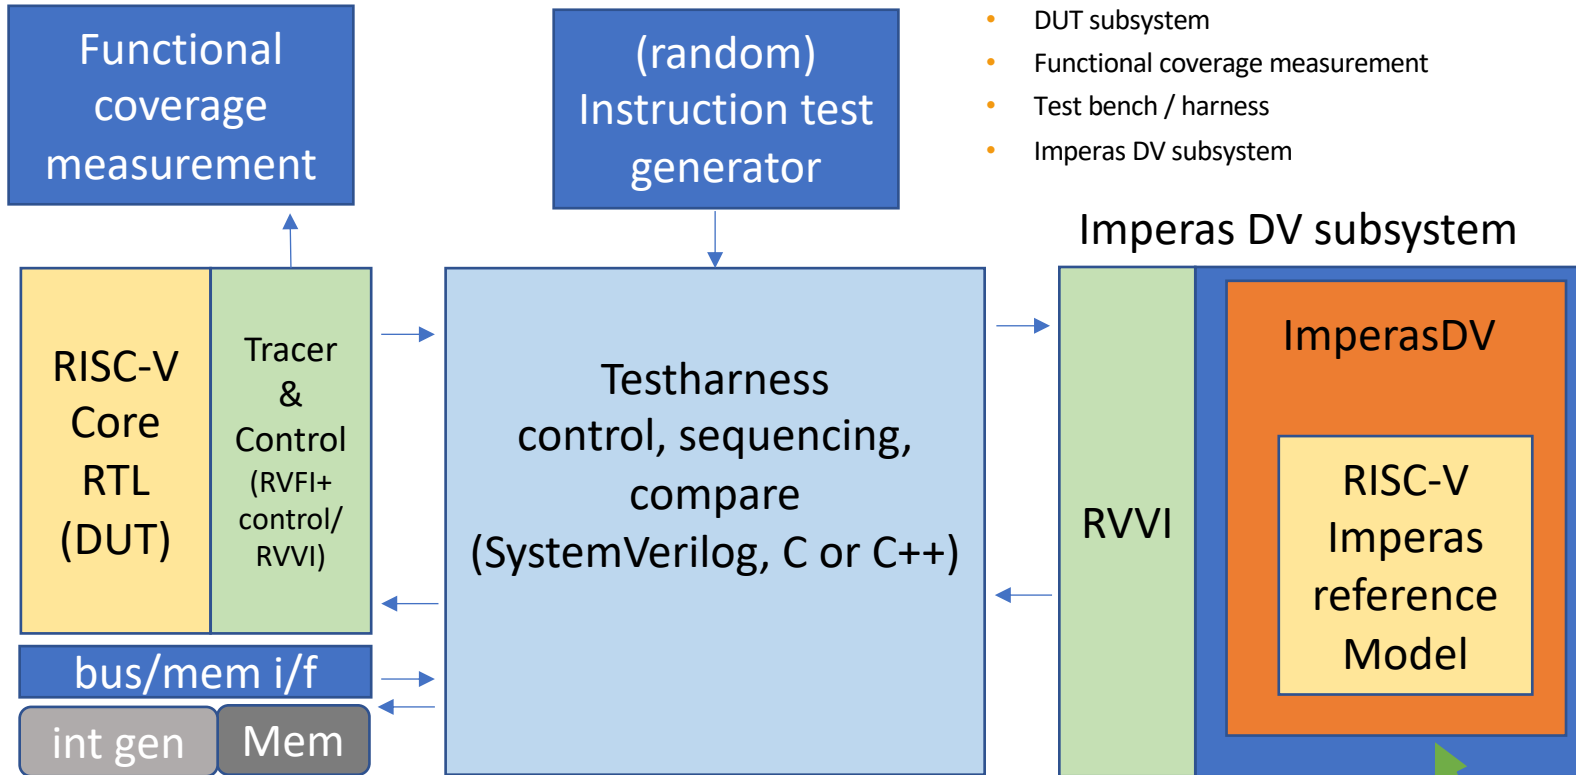 Functional
coverage
measurement
(random)
Instruction test
generator
• DUT subsystem
• Functional coverage measurement
• Test bench / harness
• Imperas DV subsystem
Imperas DV subsystem
RISC-V
Core
RTL
(DUT)
Tracer
&
Control
(RVFI+
control/
RVVI)
Testharness
control, sequencing,
compare
(SystemVerilog, C or C++)
RVVI
ImperasDV
RISC-V
Imperas
reference
Model
bus/mem i/f
int gen
Mem